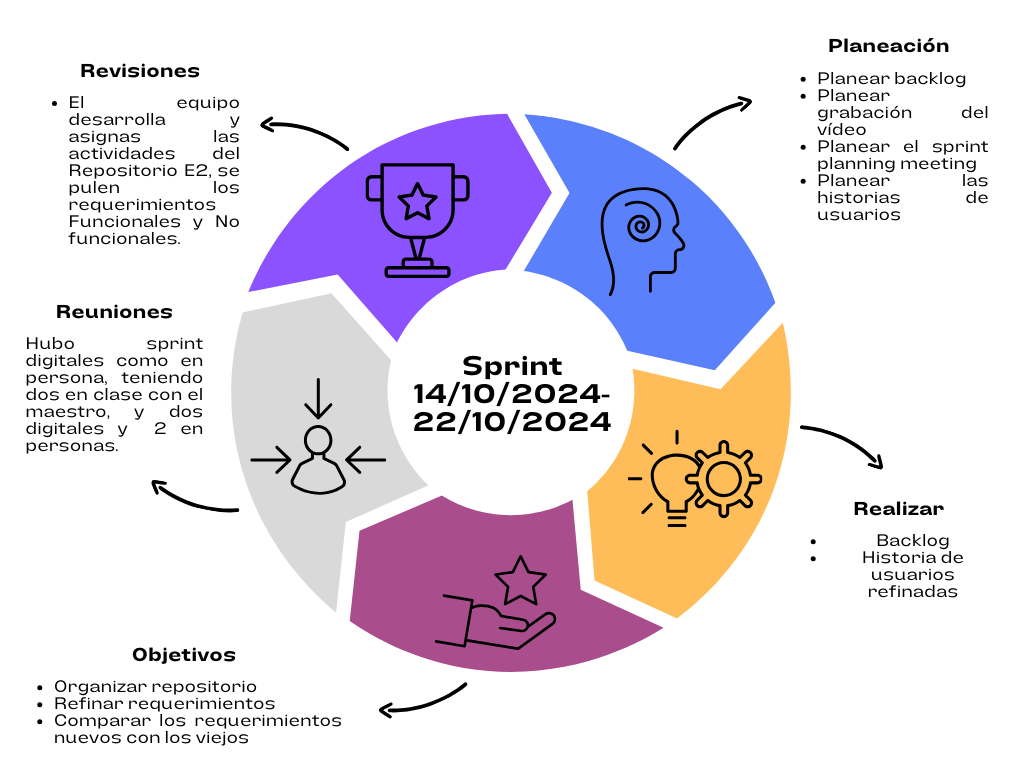 Sprint
14/10/2024-
22/10/2024
Planeación
• Planear backlog
• Planear
grabación del
vídeo
• Planear el sprint
planning meeting
• Planear las
historias de
usuarios
Realizar
• Backlog
• Historia de
usuarios
refinadas
Objetivos
• Organizar repositorio
• Refinar requerimientos
• Comparar los requerimientos
nuevos con los viejos
Reuniones
Hubo sprint
digitales como en
persona, teniendo
dos en clase con el
maestro, y dos
digitales y 2 en
personas.
Revisiones
• El equipo
desarrolla y
asignas las
actividades del
Repositorio E2, se
pulen los
requerimientos
Funcionales y No
funcionales.